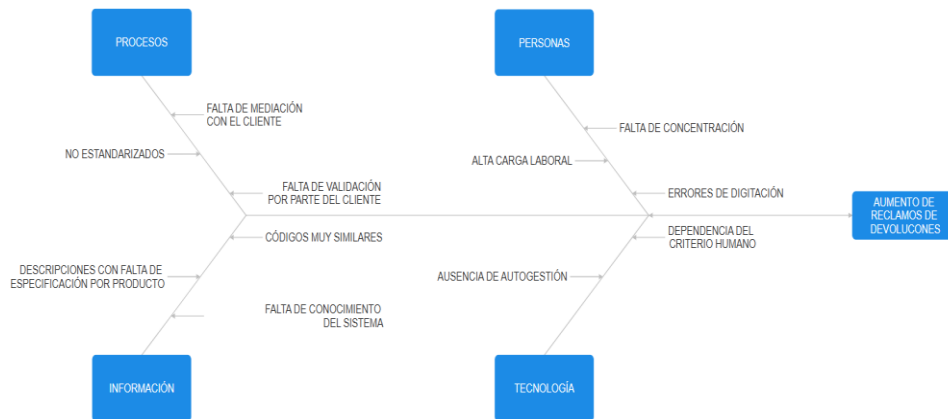 PROCESOS
PERSONAS
FALTA DE MEDIACIÓN
CON EL CLIENTE
FALTA DE CONCENTRACIÓN
NO ESTANDARIZADOS
ALTA CARGA LABORAL
FALTA DE VALIDACIÓN
POR PARTE DEL CLIENTE
ERRORES DE DIGITACIÓN
AUMENTO DE
RECLAMOS DE
DEVOLUCONES
CÓDIGOS MUY SIMILARES
DEPENDENCIA DEL
CRITERIO HUMANO
DESCRIPCIONES CON FALTA DE
ESPECIFICACIÓN POR PRODUCTO
AUSENCIA DE AUTOGESTIÓN
FALTA DE CONOCIMIENTO
DEL SISTEMA
INFORMACIÓN
TECNOLOGÍA